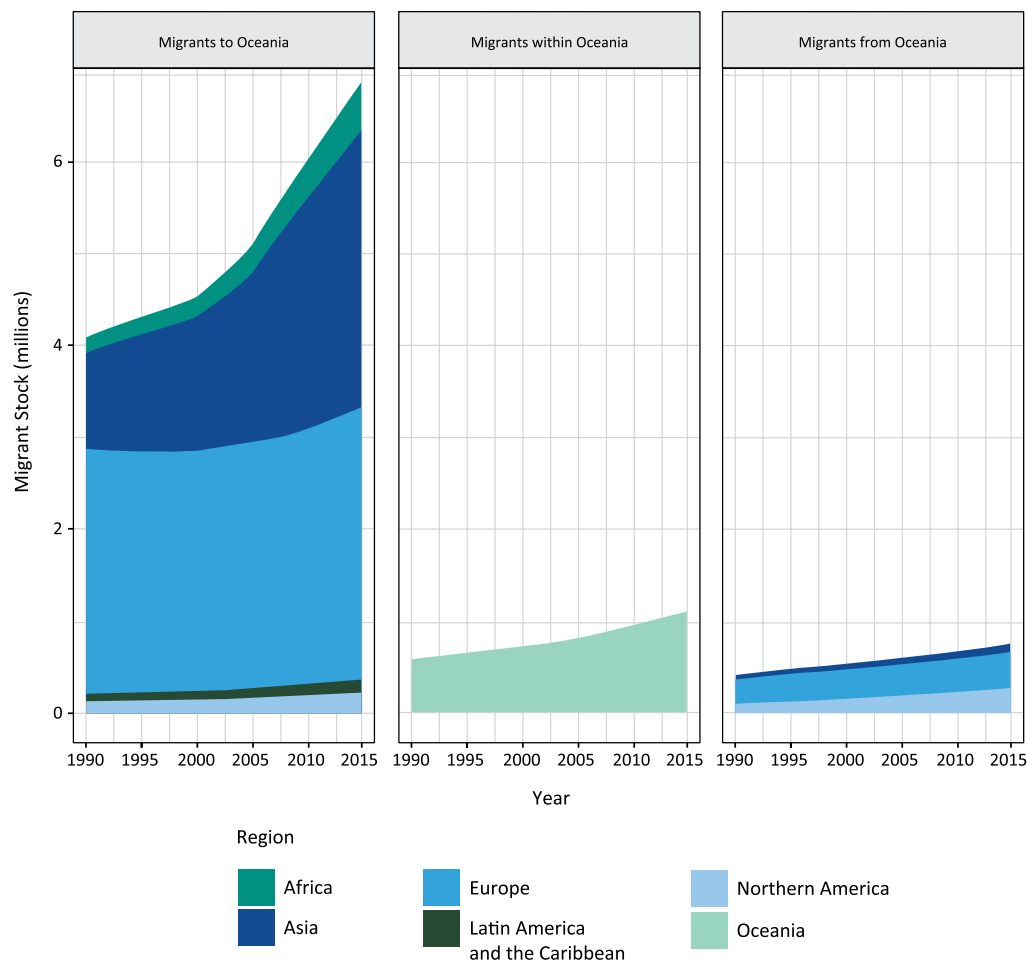 Migrants to Oceania
Migrants within Oceania
Migrants from Oceania
Migrant Stock (millions)
6
4
2
0
1990 1995 2000 2005 2010 2015
1990 1995 2000 2005 2010 2015
1990 1995 2000 2005 2010 2015
Year
Region
Africa
Europe
Northern America
Asia
Latin America
and the Caribbean
Oceania